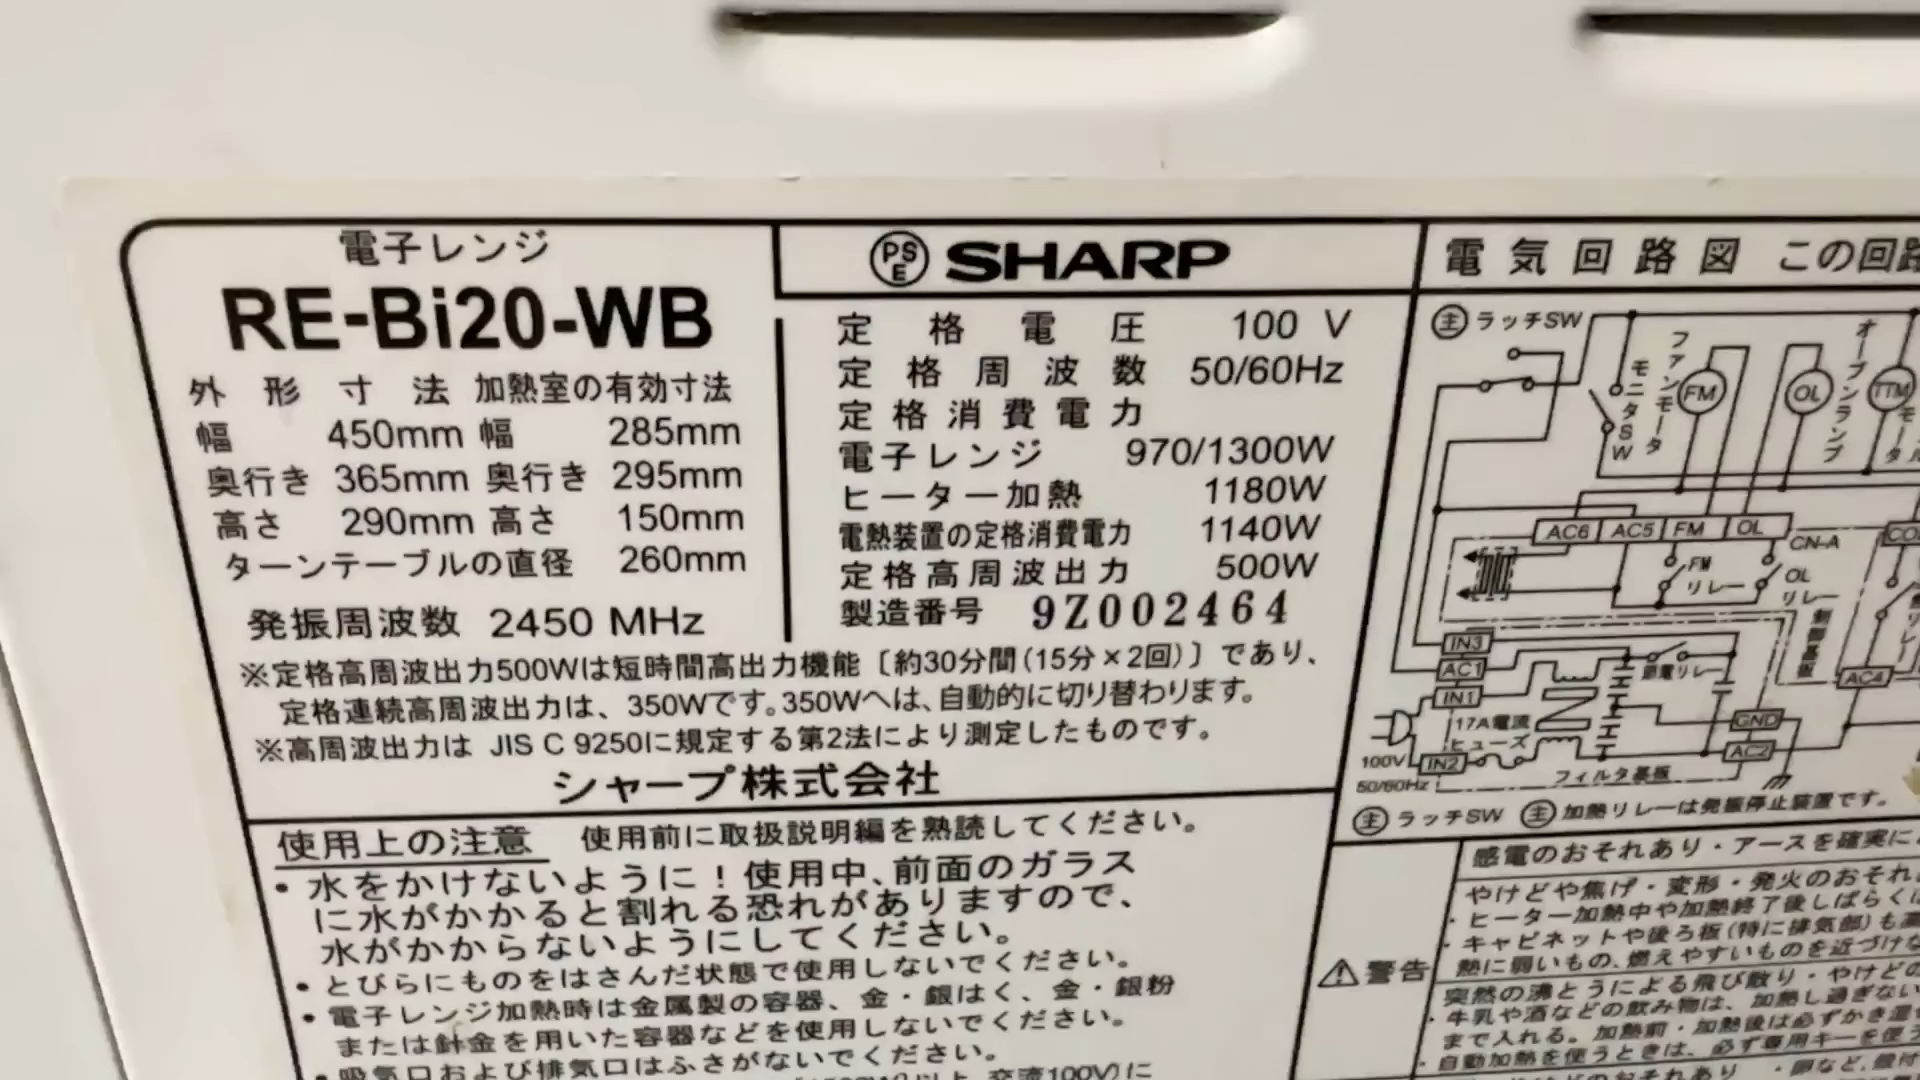 電子レンジ
RE-Bi20-WB
外形寸法 加熱室の有効寸法
幅 450mm 幅 285mm
奥行き 365mm 奥行き 295mm
高さ 290mm 高さ 150mm
ターンテーブルの直径 260mm
発振周波数 2450 MHz
PSE SHARP
定格電圧 100 V
定格周波数 50/60Hz
定格消費電力
電子レンジ 970/1300W
ヒーター加熱 1180W
電熱装置の定格消費電力 1140W
定格高周波出力 500W
製造番号 9Z002464
※定格高周波出力500Wは短時間高出力機能〔約30分間(15分×2回)〕であり、
定格連続高周波出力は、350Wです。350Wへは、自動的に切り替わります。
※高周波出力は JIS C 9250に規定する第2法により測定したものです。
シャープ株式会社
使用上の注意 使用前に取扱説明編を熟読してください。
・水をかけないように！使用中、前面のガラス
に水がかかると割れる恐れがありますので、
水がかからないようにしてください。
・とびらにものをはさんだ状態で使用しないでください。
・電子レンジ加熱時は金属製の容器、金・銀はく、金・銀粉
または針金を用いた容器などを使用しないでください。
・吸気口および排気口はふさがないでください。
交流100V)に
電気回路図 この回路
主 ラッチSW
モニタSW
ファンモータ
FM
OL
オーブンランプ
TTM
AC6 AC5 FM OL
CN-A
FM
リレー
OL
リレー
制御基板
IN3
AC1
IN1
節電リレー
AC4
17A電流
ヒューズ
GND
AC2
100V
50/60Hz
IN2
フィルタ基板
主 ラッチSW 主 加熱リレーは発振停止装置です。
警告
感電のおそれあり・アースを確実に
やけどや焦げ・変形・発火のおそれ
・ヒーター加熱中や加熱終了後しばらくは
・キャビネットや後ろ板(特に排気部)も高
熱に弱いもの、燃えやすいものを近づけな
突然の沸とうによる飛び散り・やけどの
・牛乳や酒などの飲み物は、加熱し過ぎない
まで入れる。加熱前・加熱後は必ずかき混せ
・自動加熱を使うときは、必ず専用キーを使う